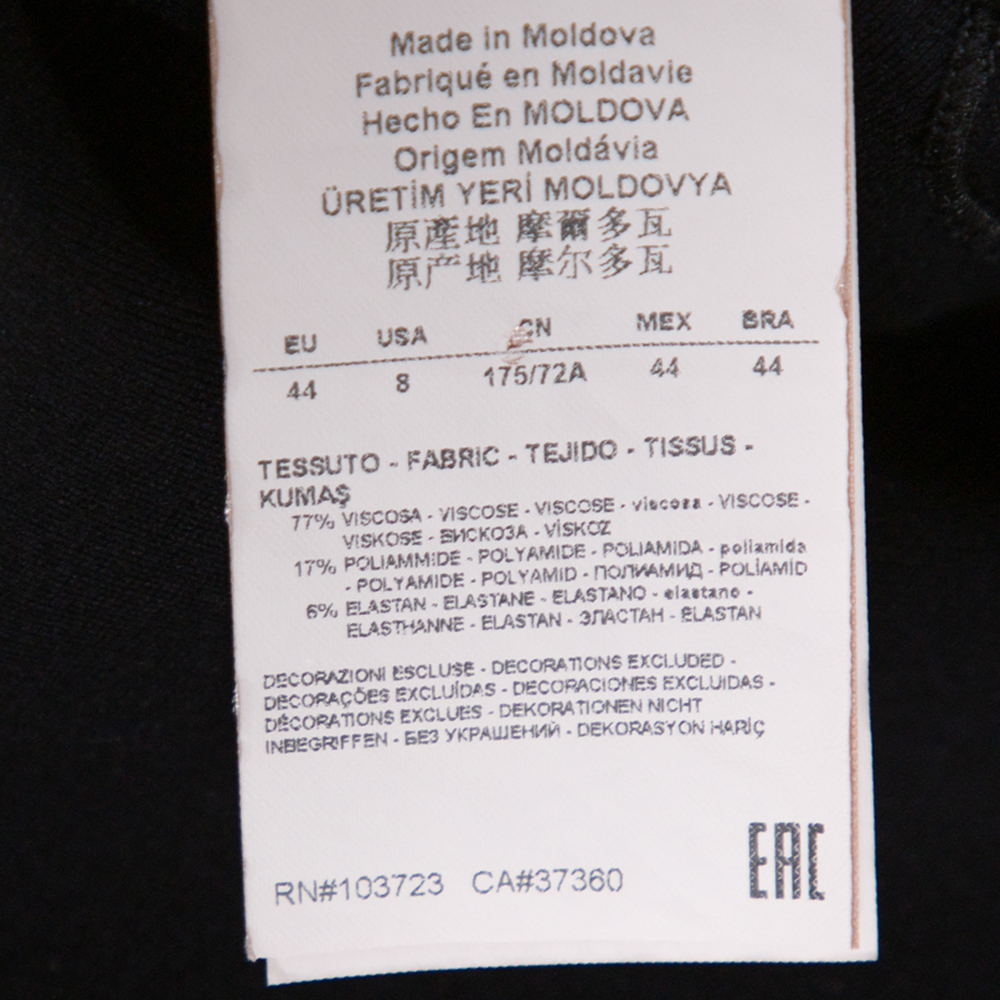 Made in Moldova
Fabriqué en Moldavie
Hecho En MOLDOVA
Origem Moldávia
ÜRETİM YERİ MOLDOVYA
原產地 摩爾多瓦
原产地 摩尔多瓦
EU USA CN MEX BRA
44 8 175/72A 44 44
TESSUTO - FABRIC - TEJIDO - TISSUS -
KUMAŞ
77% VISCOSA - VISCOSE - VISCOSE - viscosa - VISCOSE -
VISKOSE - ВИСКОЗА - VİSKOZ
17% POLIAMMIDE - POLYAMIDE - POLIAMIDA - poliamida
- POLYAMIDE - POLYAMID - ПОЛИАМИД - POLİAMİD
6% ELASTAN - ELASTANE - ELASTANO - elastano -
ELASTHANNE - ELASTAN - ЭЛАСТАН - ELASTAN
DECORAZIONI ESCLUSE - DECORATIONS EXCLUDED -
DECORAÇÕES EXCLUÍDAS - DECORACIONES EXCLUIDAS -
DÉCORATIONS EXCLUES - DEKORATIONEN NICHT
INBEGRIFFEN - БЕЗ УКРАШЕНИЙ - DEKORASYON HARİÇ
EAC
RN#103723 CA#37360